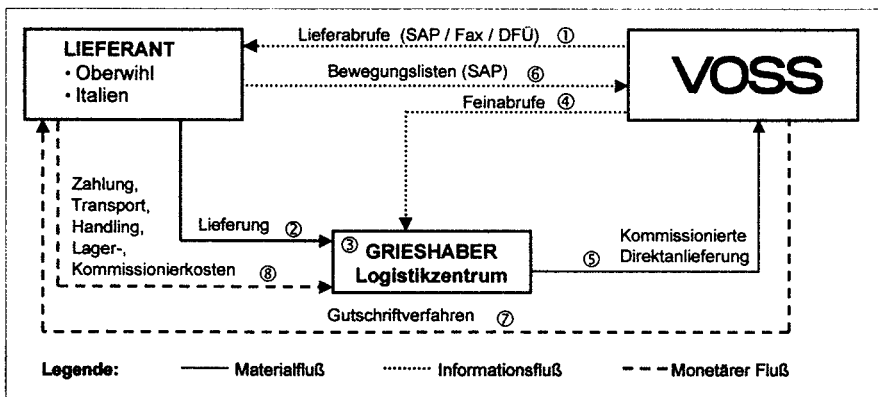 Lieferabrufe (SAP / Fax / DFÜ) ①
LIEFERANT
• Oberwihl
• Italien
Bewegungslisten (SAP) ⑥
VOSS
Feinabrufe ④
Zahlung,
Transport,
Handling,
Lager-,
Kommissionierkosten ⑧
Lieferung ②
③ GRIESHABER
Logistikzentrum
⑤ Kommissionierte
Direktanlieferung
Gutschriftverfahren ⑦
Legende: Materialfluß Informationsfluß Monetärer Fluß